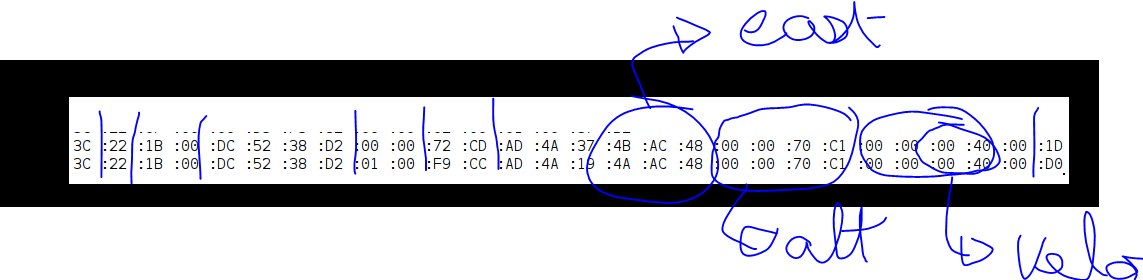 east
3C :22 :1B :00 :DC :52 :38 :D2 :00 :00 :72 :CD :AD :4A :37 :4B :AC :48 :00 :00 :70 :C1 :00 :00 :00 :40 :00 :1D
3C :22 :1B :00 :DC :52 :38 :D2 :01 :00 :F9 :CC :AD :4A :19 :4A :AC :48 :00 :00 :70 :C1 :00 :00 :00 :40 :00 :D0
alt
velo